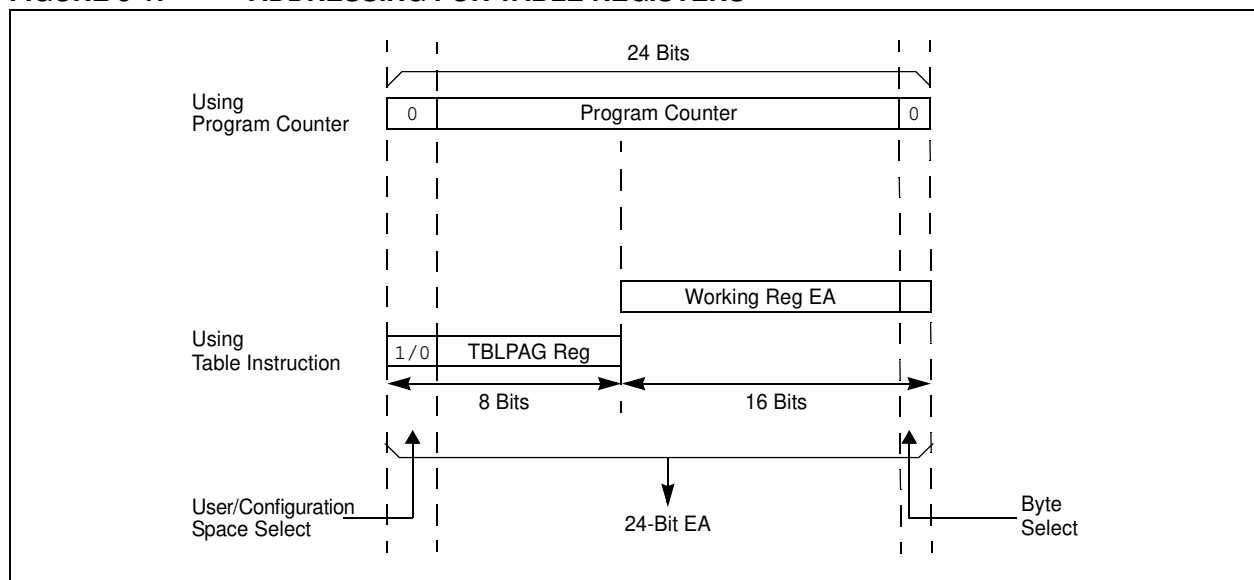 24 Bits
Using
Program Counter
0
Program Counter
0
Working Reg EA
Using
Table Instruction
1/0
TBLPAG Reg
8 Bits
16 Bits
User/Configuration
Space Select
24-Bit EA
Byte
Select